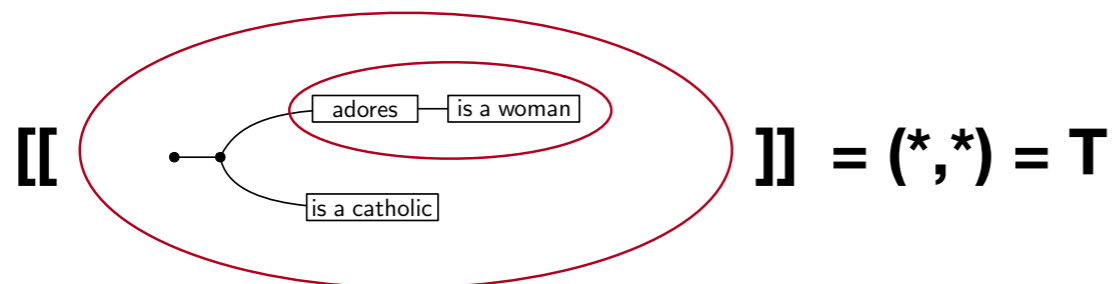 adores is a woman
[[ ]] = (*,*) = T
is a catholic